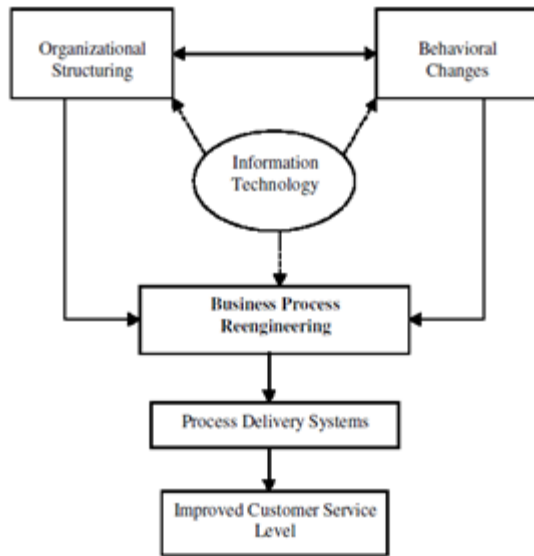 Organizational
Structuring
Behavioral
Changes
Information
Technology
Business Process
Reengineering
Process Delivery Systems
Improved Customer Service
Level